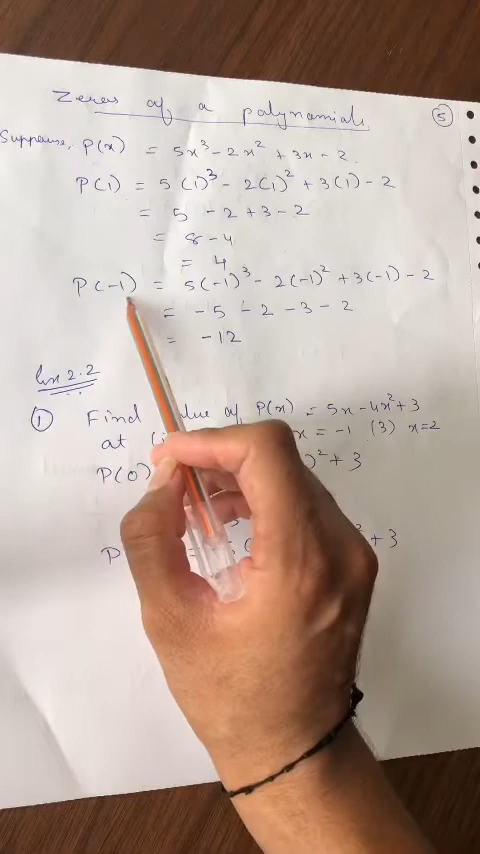 Zeroes of a polynomials
5
Suppouse, P(x) = 5x³ - 2x² + 3x - 2.
P(1) = 5(1)³ - 2(1)² + 3(1) - 2
= 5 - 2 + 3 - 2
= 8 - 4
= 4
P(-1) = 5(-1)³ - 2(-1)² + 3(-1) - 2
= -5 - 2 - 3 - 2
= -12
Ex 2.2
1 Find of P(x) = 5x - 4x² + 3
at x = -1 (3) x=2
P(0) )² + 3
P = + 3